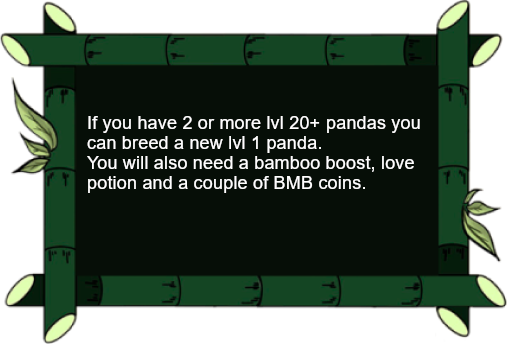 If you have 2 or more lvl 20+ pandas you
can breed a new lvl 1 panda.
You will also need a bamboo boost, love
potion and a couple of BMB coins.